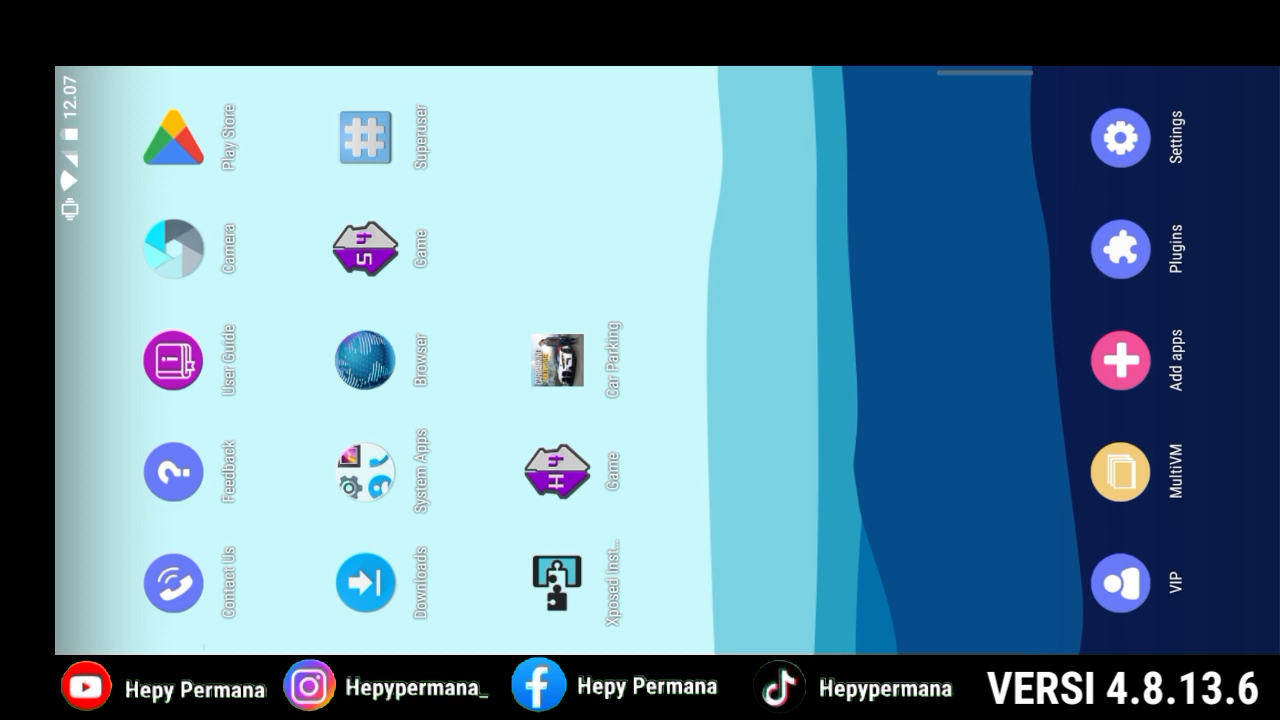 12.07
Contact Us
Feedback
User Guide
Camera
Play Store
Downloads
System Apps
Browser
Game
Superuser
Xposed Inst...
Game
Car Parking
VIP
MultiVM
Add apps
Plugins
Settings
Hepy Permana
Hepypermana_
Hepy Permana
Hepypermana
VERSI 4.8.13.6